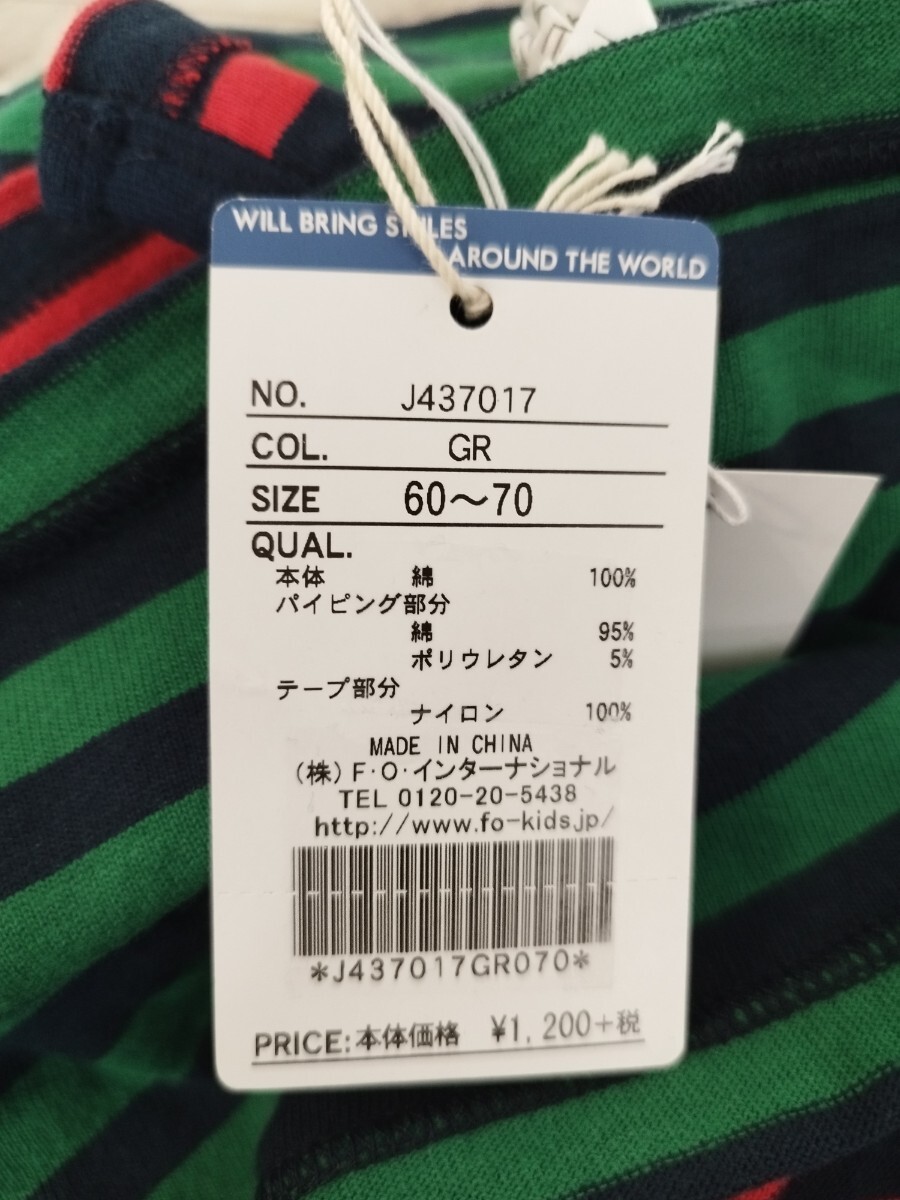 WILL BRING SMILES
AROUND THE WORLD
NO. J437017
COL. GR
SIZE 60～70
QUAL.
本体 綿 100%
パイピング部分
綿 95%
ポリウレタン 5%
テープ部分
ナイロン 100%
MADE IN CHINA
(株) F・O・インターナショナル
TEL 0120-20-5438
http://www.fo-kids.jp/
*J437017GR070*
PRICE:本体価格 ¥1,200+税